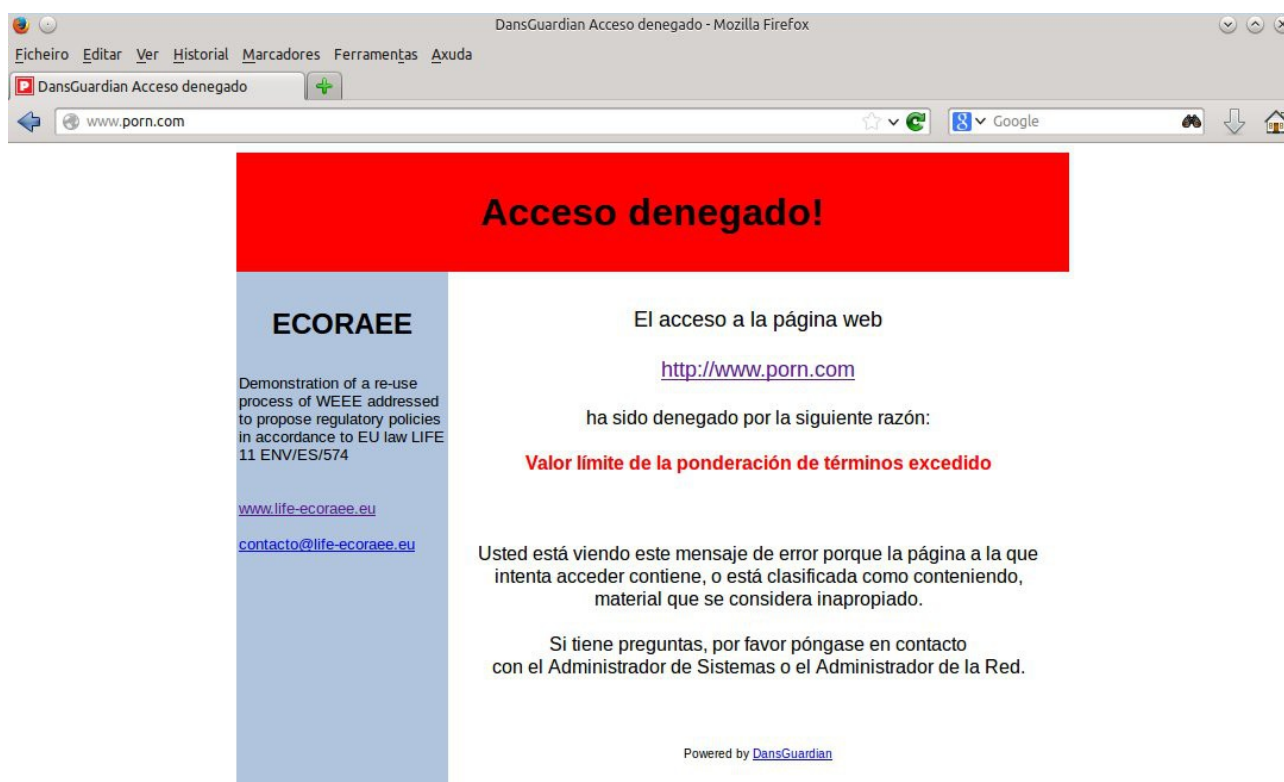 DansGuardian Acceso denegado - Mozilla Firefox
Ficheiro Editar Ver Historial Marcadores Ferramentas Axuda
DansGuardian Acceso denegado
www.porn.com
Google
Acceso denegado!
ECORAEE
Demonstration of a re-use
process of WEEE addressed
to propose regulatory policies
in accordance to EU law LIFE
11 ENV/ES/574
www.life-ecoraee.eu
contacto@life-ecoraee.eu
El acceso a la página web
http://www.porn.com
ha sido denegado por la siguiente razón:
Valor límite de la ponderación de términos excedido
Usted está viendo este mensaje de error porque la página a la que
intenta acceder contiene, o está clasificada como conteniendo,
material que se considera inapropiado.
Si tiene preguntas, por favor póngase en contacto
con el Administrador de Sistemas o el Administrador de la Red.
Powered by DansGuardian